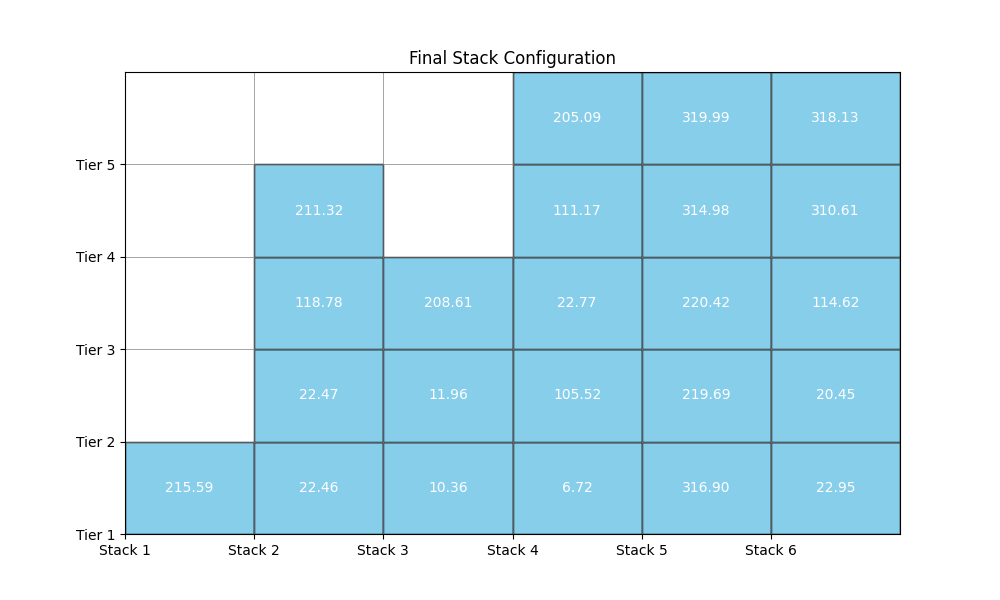 Final Stack Configuration
205.09 319.99 318.13
Tier 5
211.32 111.17 314.98 310.61
Tier 4
118.78 208.61 22.77 220.42 114.62
Tier 3
22.47 11.96 105.52 219.69 20.45
Tier 2
215.59 22.46 10.36 6.72 316.90 22.95
Tier 1
Stack 1 Stack 2 Stack 3 Stack 4 Stack 5 Stack 6